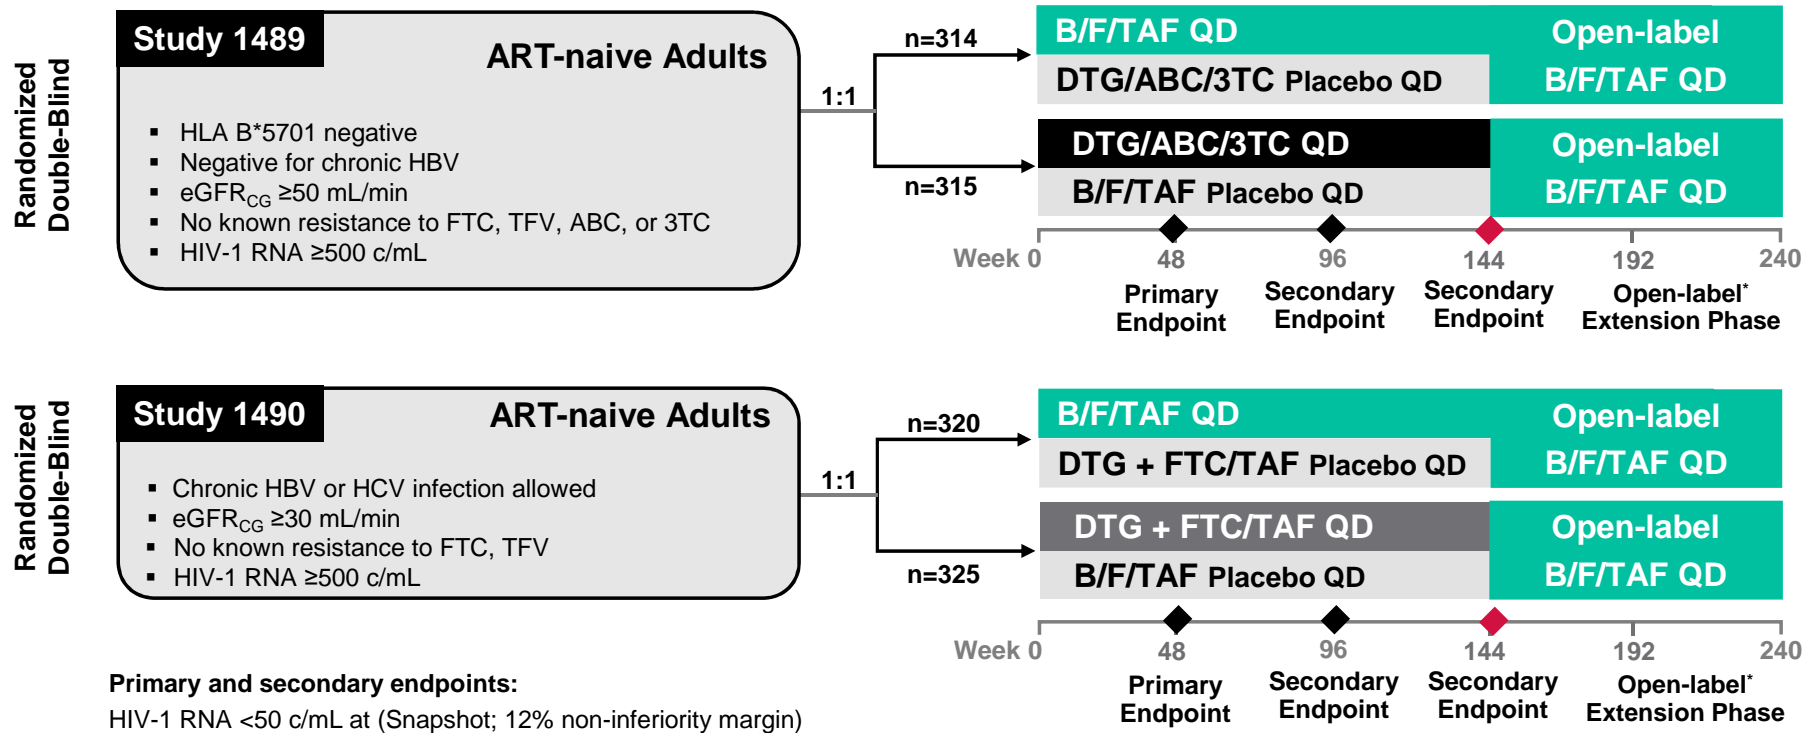 Randomized
Double-Blind
Study 1489
ART-naive Adults
▪ HLA B*5701 negative
▪ Negative for chronic HBV
▪ eGFRCG ≥50 mL/min
▪ No known resistance to FTC, TFV, ABC, or 3TC
▪ HIV-1 RNA ≥500 c/mL
1:1
n=314
n=315
B/F/TAF QD
DTG/ABC/3TC Placebo QD
Open-label
B/F/TAF QD
DTG/ABC/3TC QD
B/F/TAF Placebo QD
Open-label
B/F/TAF QD
Week 0 48 96 144 192 240
Primary
Endpoint
Secondary
Endpoint
Secondary
Endpoint
Open-label*
Extension Phase
Randomized
Double-Blind
Study 1490
ART-naive Adults
▪ Chronic HBV or HCV infection allowed
▪ eGFRCG ≥30 mL/min
▪ No known resistance to FTC, TFV
▪ HIV-1 RNA ≥500 c/mL
1:1
n=320
n=325
B/F/TAF QD
DTG + FTC/TAF Placebo QD
Open-label
B/F/TAF QD
DTG + FTC/TAF QD
B/F/TAF Placebo QD
Open-label
B/F/TAF QD
Week 0 48 96 144 192 240
Primary
Endpoint
Secondary
Endpoint
Secondary
Endpoint
Open-label*
Extension Phase
Primary and secondary endpoints:
HIV-1 RNA <50 c/mL at (Snapshot; 12% non-inferiority margin)